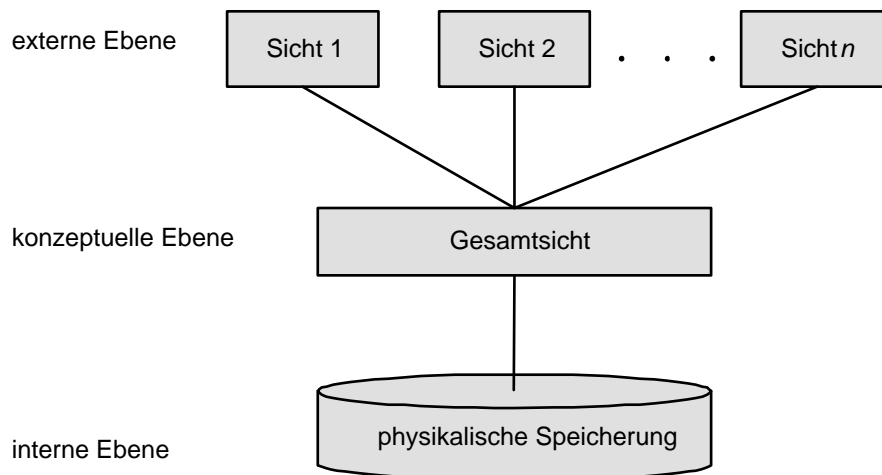 externe Ebene
Sicht 1
Sicht 2
. . .
Sicht n
konzeptuelle Ebene
Gesamtsicht
interne Ebene
physikalische Speicherung